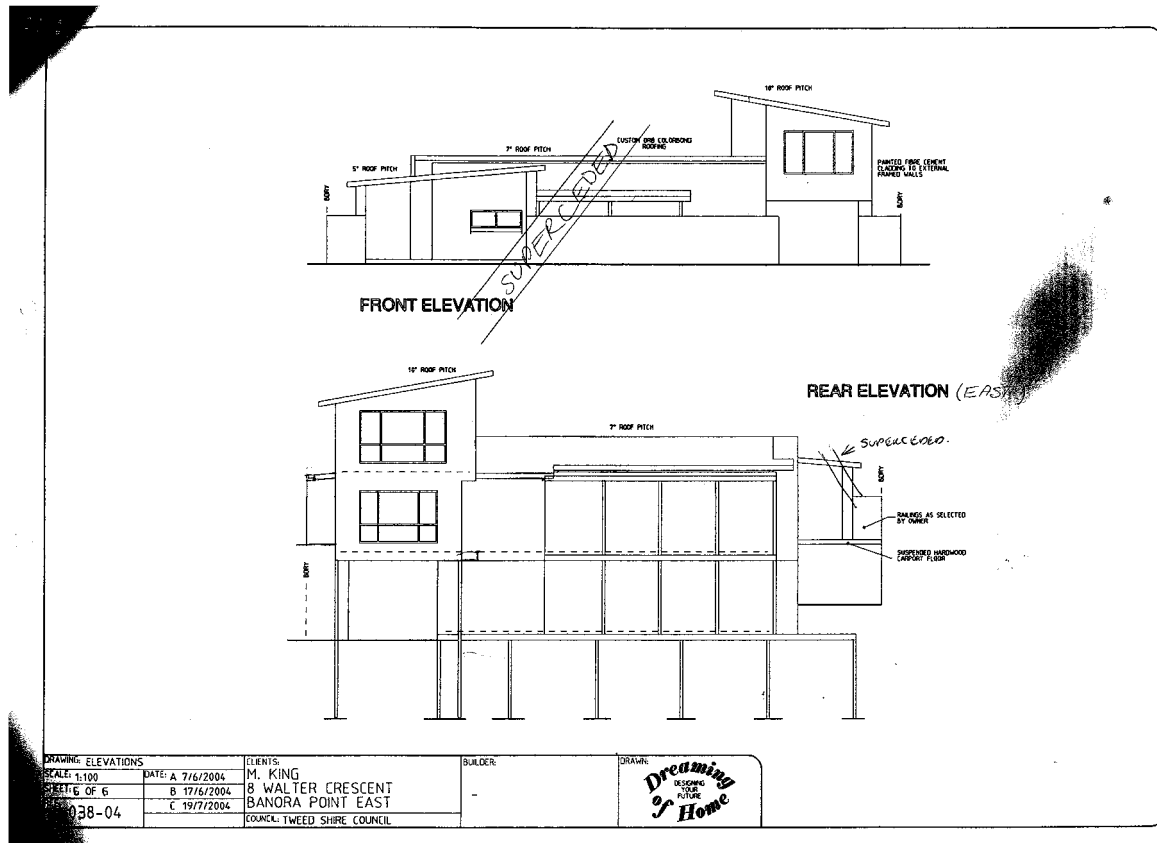 10° ROOF PITCH
7° ROOF PITCH
CUSTOM ORB COLORBOND
ROOFING
5° ROOF PITCH
PAINTED FIBRE CEMENT
CLADDING TO EXTERNAL
FRAMED WALLS
BDRY
BDRY
SUPERCEDED
FRONT ELEVATION
10° ROOF PITCH
REAR ELEVATION (EAST)
7° ROOF PITCH
SUPERCEDED.
BDRY
RAILINGS AS SELECTED
BY OWNER
SUSPENDED HARDWOOD
CARPORT FLOOR
BDRY
DRAWING: ELEVATIONS
SCALE: 1:100
SHEET: 6 OF 6
038-04
DATE: A 7/6/2004
B 17/6/2004
C 19/7/2004
CLIENTS:
M. KING
8 WALTER CRESCENT
BANORA POINT EAST
COUNCIL: TWEED SHIRE COUNCIL
BUILDER:
-
DRAWN:
Dreaming
DESIGNING
YOUR
FUTURE
of Home